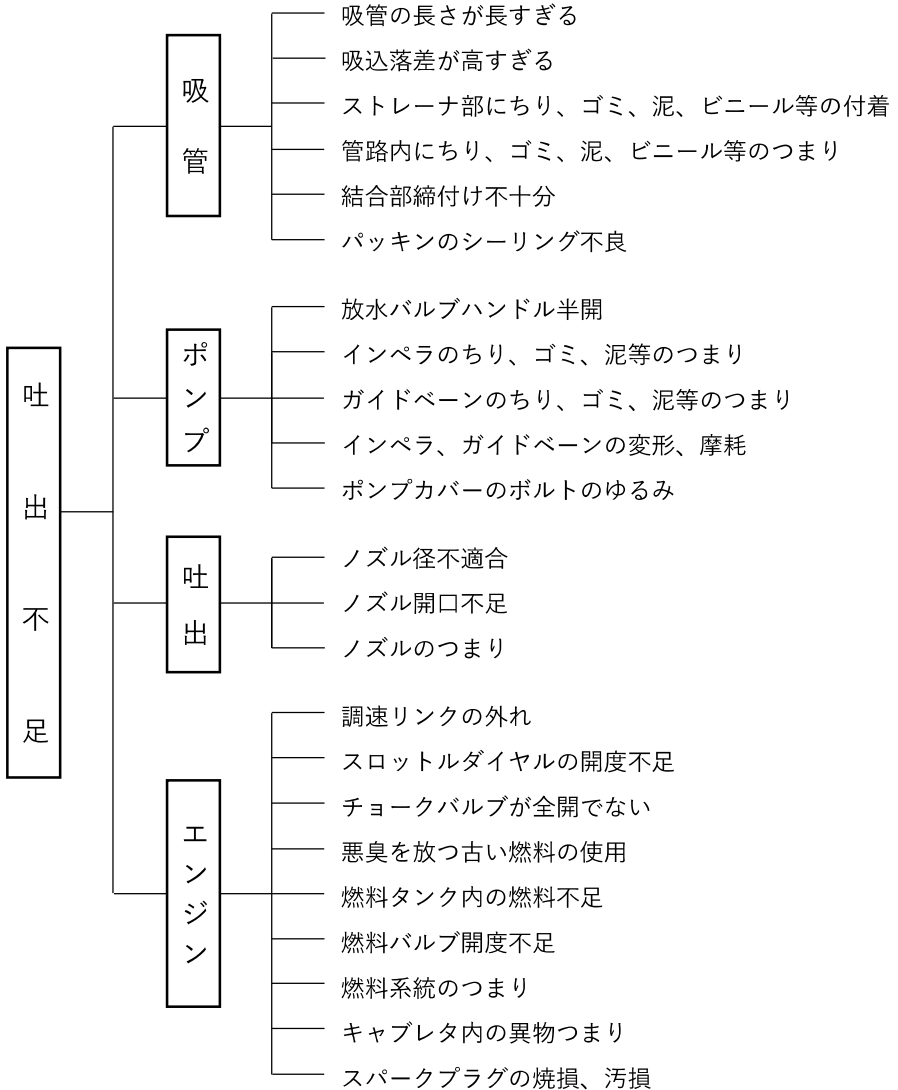 吐出不足
吸管
吸管の長さが長すぎる
吸込落差が高すぎる
ストレーナ部にちり、ゴミ、泥、ビニール等の付着
管路内にちり、ゴミ、泥、ビニール等のつまり
結合部締付け不十分
パッキンのシーリング不良
ポンプ
放水バルブハンドル半開
インペラのちり、ゴミ、泥等のつまり
ガイドベーンのちり、ゴミ、泥等のつまり
インペラ、ガイドベーンの変形、摩耗
ポンプカバーのボルトのゆるみ
吐出
ノズル径不適合
ノズル開口不足
ノズルのつまり
エンジン
調速リンクの外れ
スロットルダイヤルの開度不足
チョークバルブが全開でない
悪臭を放つ古い燃料の使用
燃料タンク内の燃料不足
燃料バルブ開度不足
燃料系統のつまり
キャブレタ内の異物つまり
スパークプラグの焼損、汚損